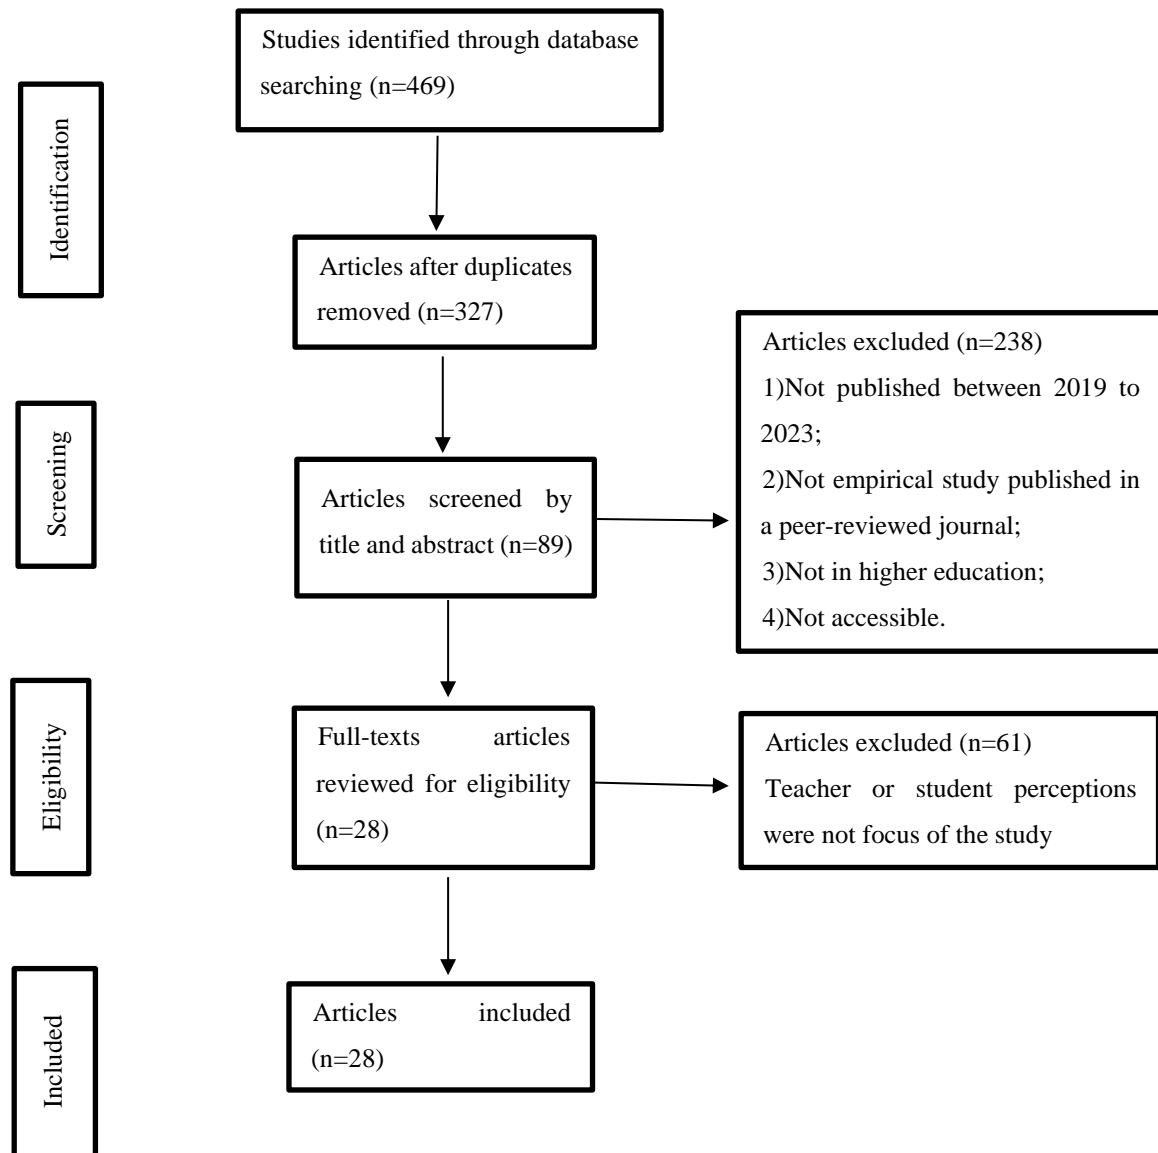 Studies identified through database
searching (n=469)
Identification
Articles after duplicates
removed (n=327)
Articles excluded (n=238)
1)Not published between 2019 to
2023;
2)Not empirical study published in
a peer-reviewed journal;
3)Not in higher education;
4)Not accessible.
Screening
Articles screened by
title and abstract (n=89)
Eligibility
Full-texts articles
reviewed for eligibility
(n=28)
Articles excluded (n=61)
Teacher or student perceptions
were not focus of the study
Included
Articles included
(n=28)